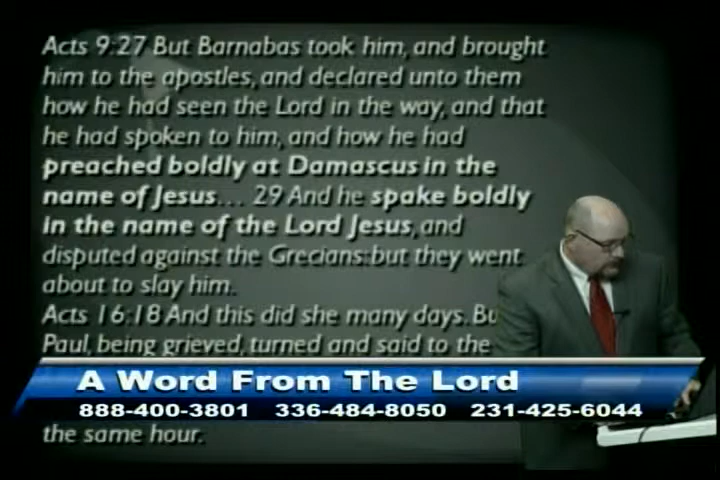 Acts 9:27 But Barnabas took him, and brought
him to the apostles, and declared unto them
how he had seen the Lord in the way, and that
he had spoken to him, and how he had
preached boldly at Damascus in the
name of Jesus... 29 And he spake boldly
in the name of the Lord Jesus, and
disputed against the Grecians: but they went
about to slay him.
Acts 16:18 And this did she many days. Bu
Paul, being grieved, turned and said to the
A Word From The Lord
888-400-3801 336-484-8050 231-425-6044
the same hour.